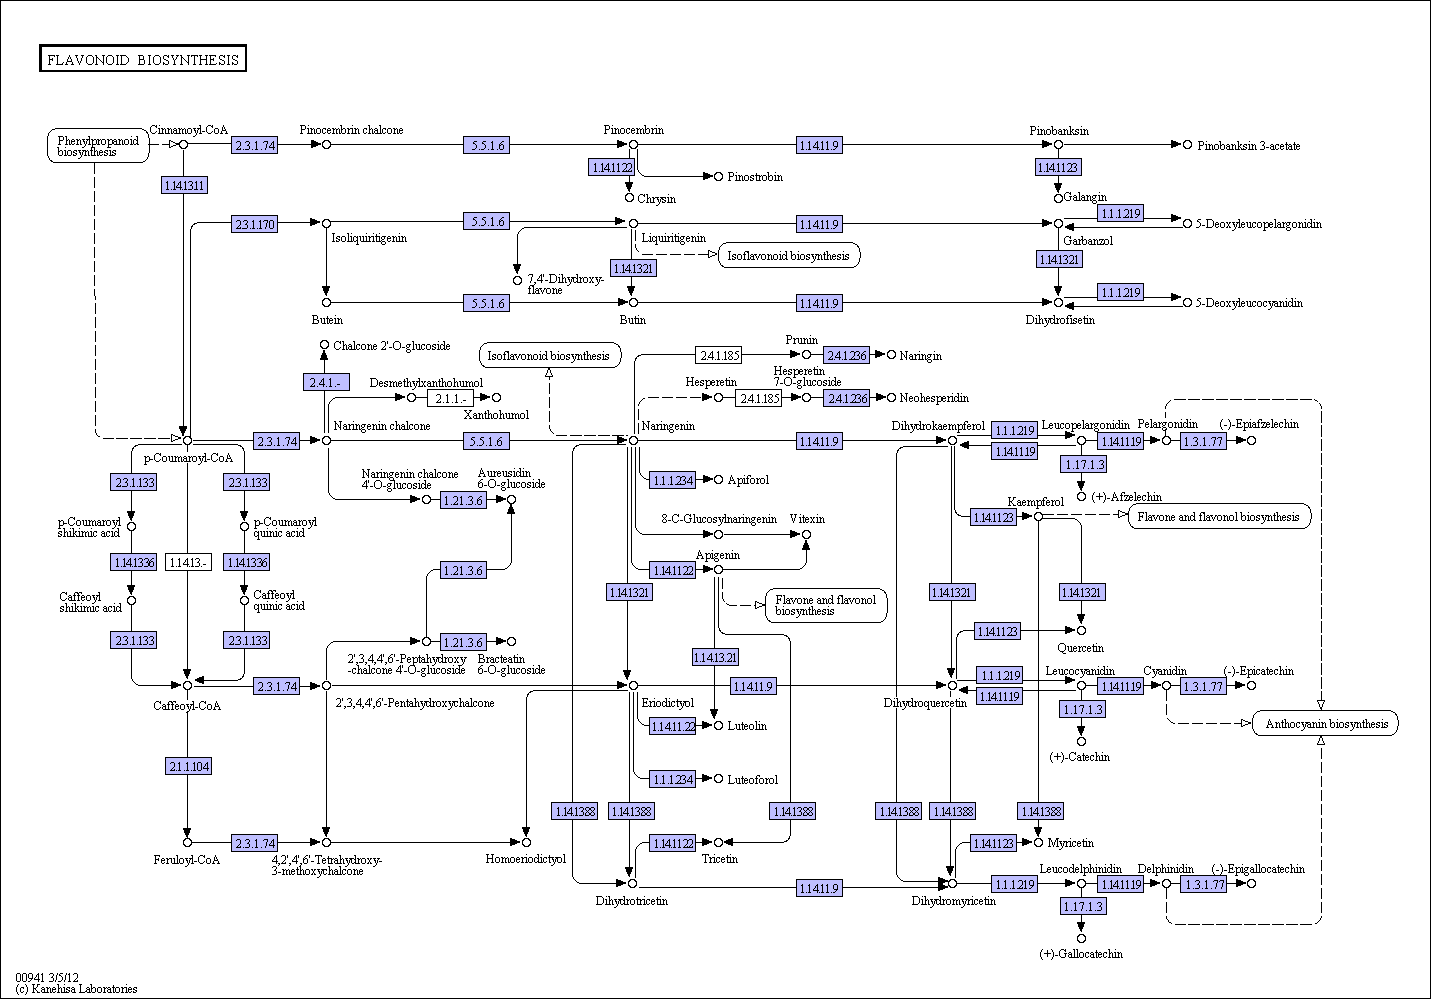 FLAVONOID BIOSYNTHESIS
Phenylpropanoid
biosynthesis
Cinnamoyl-CoA
2.3.1.74
Pinocembrin chalcone
5.5.1.6
Pinocembrin
1.14.11.9
Pinobanksin
Pinobanksin 3-acetate
1.14.13.11
1.14.11.22
Pinostrobin
Chrysin
1.14.11.23
Galangin
2.3.1.170
Isoliquiritigenin
5.5.1.6
Liquiritigenin
1.14.11.9
Garbanzol
1.1.1.219
5-Deoxyleucopelargonidin
Isoflavonoid biosynthesis
7,4'-Dihydroxy-
flavone
1.14.13.21
1.14.13.21
Butein
5.5.1.6
Butin
1.14.11.9
Dihydrofisetin
1.1.1.219
5-Deoxyleucocyanidin
Chalcone 2'-O-glucoside
2.4.1.-
Desmethylxanthohumol
2.1.1.-
Xanthohumol
Isoflavonoid biosynthesis
2.4.1.185
Prunin
2.4.1.236
Naringin
Hesperetin
2.4.1.185
Hesperetin
7-O-glucoside
2.4.1.236
Neohesperidin
p-Coumaroyl-CoA
2.3.1.74
Naringenin chalcone
5.5.1.6
Naringenin
1.14.11.9
Dihydrokaempferol
1.1.1.219
1.14.11.19
Leucopelargonidin
1.14.11.19
Pelargonidin
1.3.1.77
(-)-Epiafzelechin
1.17.1.3
(+)-Afzelechin
2.3.1.133
2.3.1.133
Naringenin chalcone
4'-O-glucoside
1.21.3.6
Aureusidin
6-O-glucoside
1.1.1.234
Apiforol
p-Coumaroyl
shikimic acid
p-Coumaroyl
quinic acid
8-C-Glucosylnaringenin
Vitexin
1.14.11.23
Kaempferol
Flavone and flavonol biosynthesis
1.14.13.36
1.14.13.-
1.14.13.36
1.21.3.6
1.14.11.22
Apigenin
Flavone and flavonol
biosynthesis
1.14.13.21
1.14.13.21
1.14.13.21
Caffeoyl
shikimic acid
Caffeoyl
quinic acid
2.3.1.133
2.3.1.133
1.21.3.6
2',3,4,4',6'-Peptahydroxy
-chalcone 4'-O-glucoside
Bracteatin
6-O-glucoside
1.14.13.21
1.14.11.23
Quercetin
Caffeoyl-CoA
2.3.1.74
2',3,4,4',6'-Pentahydroxychalcone
Eriodictyol
1.14.11.9
Dihydroquercetin
1.1.1.219
1.14.11.19
Leucocyanidin
1.14.11.19
Cyanidin
1.3.1.77
(-)-Epicatechin
1.17.1.3
(+)-Catechin
Anthocyanin biosynthesis
1.14.11.22
Luteolin
2.1.1.104
1.1.1.234
Luteoforol
1.14.13.88
1.14.13.88
1.14.13.88
1.14.13.88
1.14.13.88
1.14.13.88
Feruloyl-CoA
2.3.1.74
4,2',4',6'-Tetrahydroxy-
3-methoxychalcone
Homoeriodictyol
1.14.11.22
Tricetin
1.14.11.23
Myricetin
Dihydrotricetin
1.14.11.9
Dihydromyricetin
1.1.1.219
Leucodelphinidin
1.14.11.19
Delphinidin
1.3.1.77
(-)-Epigallocatechin
1.17.1.3
(+)-Gallocatechin
00941 3/5/12
(c) Kanehisa Laboratories